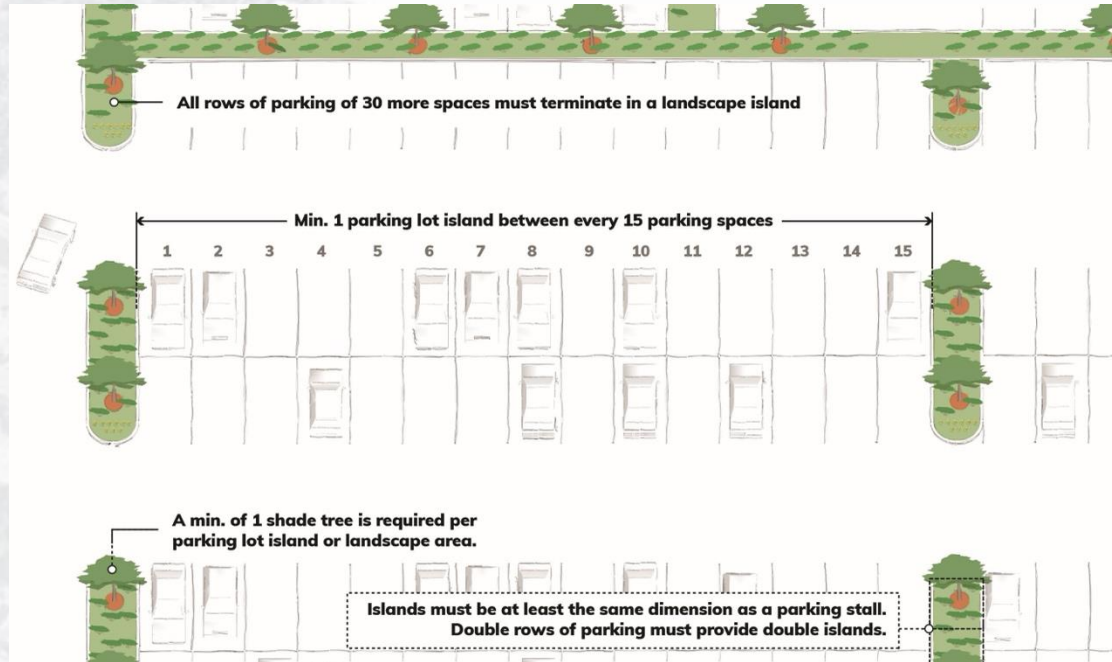 All rows of parking of 30 more spaces must terminate in a landscape island
Min. 1 parking lot island between every 15 parking spaces
1 2 3 4 5 6 7 8 9 10 11 12 13 14 15
A min. of 1 shade tree is required per
parking lot island or landscape area.
Islands must be at least the same dimension as a parking stall.
Double rows of parking must provide double islands.